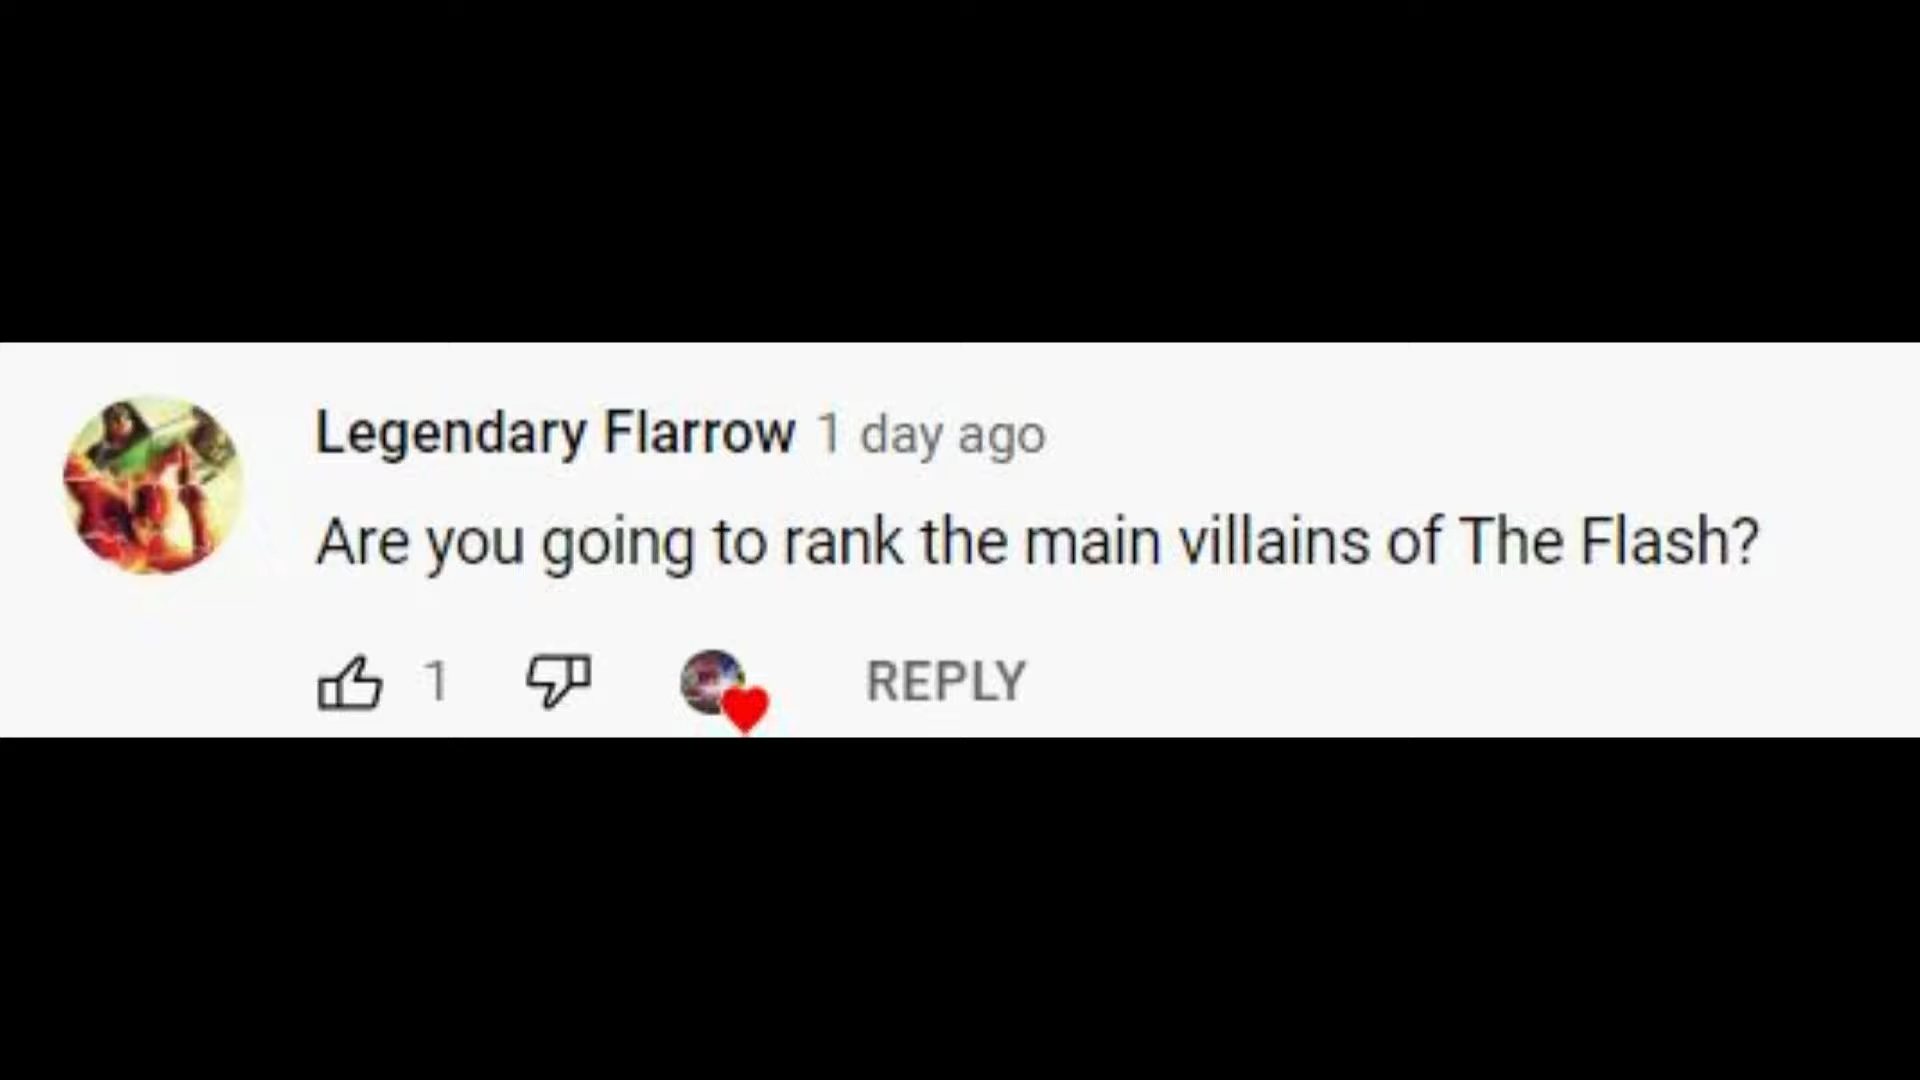 Legendary Flarrow 1 day ago
Are you going to rank the main villains of The Flash?
1 REPLY